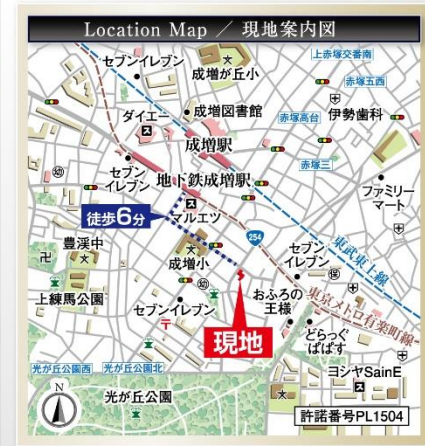 Location Map ／ 現地案内図
セブンイレブン
上赤塚交番南
成増が丘小
赤塚五西
成増図書館
赤塚高台
伊勢歯科
ダイエー
成増駅
赤塚三
セブン
イレブン
地下鉄成増駅
ファミリー
マート
徒歩6分
マルエツ
豊渓中
成増小
254
セブン
イレブン
東武東上線
幼
幼
保
上練馬公園
セブンイレブン
おふろの
王様
東京メトロ有楽町線
現地
どらっぐ
ぱぱす
光が丘公園西
光が丘公園北
ヨシヤSainE
N
光が丘公園
許諾番号PL1504